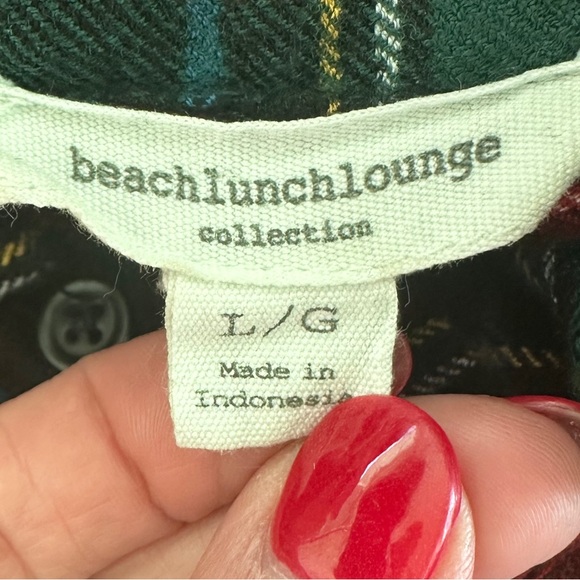 beachlunchlounge
collection
L/G
Made in
Indonesia